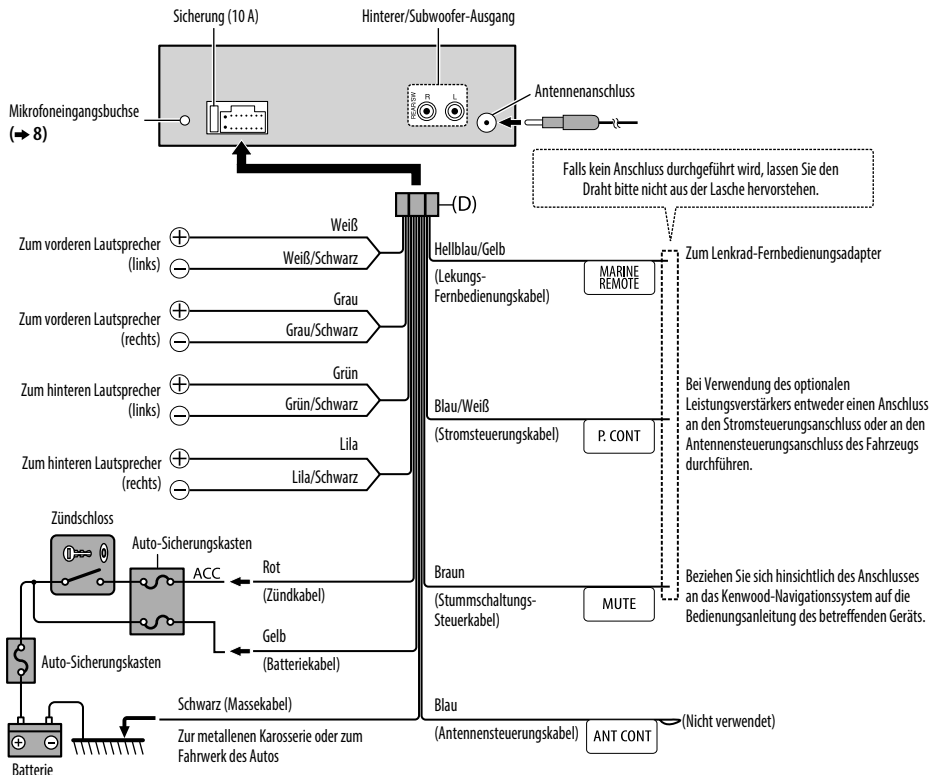 Sicherung (10 A)
Hinterer/Subwoofer-Ausgang
Mikrofoneingangsbuchse
(➜ 8)
REAR/SW
R
L
Antennenanschluss
Falls kein Anschluss durchgeführt wird, lassen Sie den
Draht bitte nicht aus der Lasche hervorstehen.
(D)
Zum vorderen Lautsprecher
(links)
Weiß
Weiß/Schwarz
Zum vorderen Lautsprecher
(rechts)
Grau
Grau/Schwarz
Zum hinteren Lautsprecher
(links)
Grün
Grün/Schwarz
Zum hinteren Lautsprecher
(rechts)
Lila
Lila/Schwarz
Hellblau/Gelb
(Lekungs-
Fernbedienungskabel)
MARINE
REMOTE
Zum Lenkrad-Fernbedienungsadapter
Blau/Weiß
(Stromsteuerungskabel)
P. CONT
Bei Verwendung des optionalen
Leistungsverstärkers entweder einen Anschluss
an den Stromsteuerungsanschluss oder an den
Antennensteuerungsanschluss des Fahrzeugs
durchführen.
Zündschloss
Auto-Sicherungskasten
ACC
Rot
(Zündkabel)
Gelb
(Batteriekabel)
Auto-Sicherungskasten
Braun
(Stummschaltungs-
Steuerkabel)
MUTE
Beziehen Sie sich hinsichtlich des Anschlusses
an das Kenwood-Navigationssystem auf die
Bedienungsanleitung des betreffenden Geräts.
Schwarz (Massekabel)
Zur metallenen Karosserie oder zum
Fahrwerk des Autos
Batterie
Blau
(Antennensteuerungskabel)
ANT CONT
(Nicht verwendet)